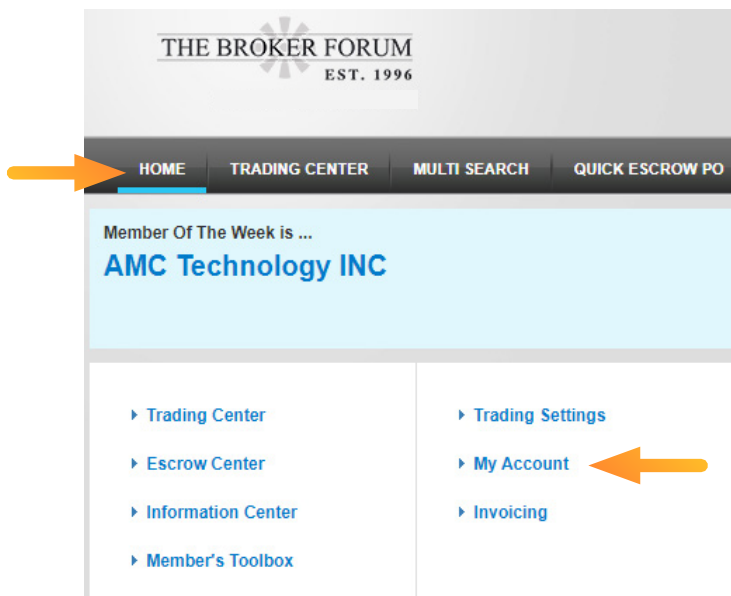 THE BROKER FORUM
EST. 1996
HOME TRADING CENTER MULTI SEARCH QUICK ESCROW PO
Member Of The Week is ...
AMC Technology INC
Trading Center
Escrow Center
Information Center
Member's Toolbox
Trading Settings
My Account
Invoicing